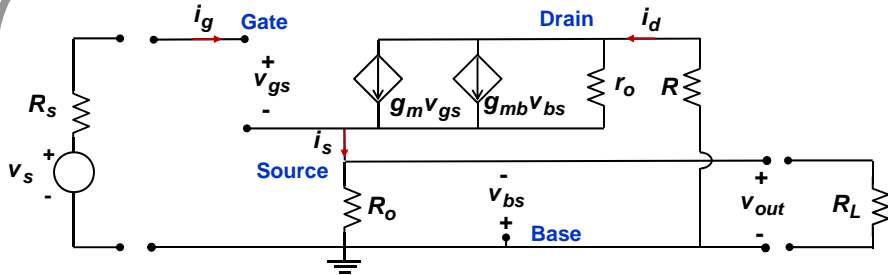 i_g Gate Drain i_d
+ v_gs - g_m v_gs g_mb v_bs r_o R
R_s
i_s
v_s + - Source R_o - v_bs + + v_out - R_L
Base